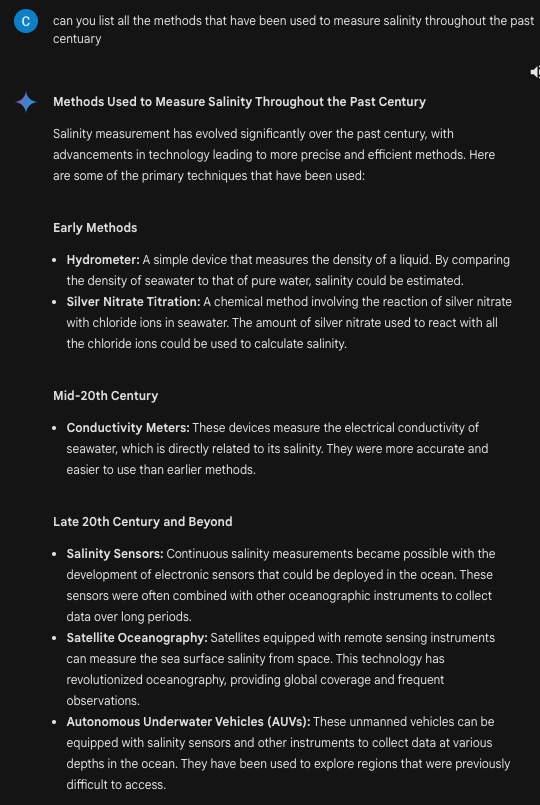 C
can you list all the methods that have been used to measure salinity throughout the past
centuary
Methods Used to Measure Salinity Throughout the Past Century
Salinity measurement has evolved significantly over the past century, with
advancements in technology leading to more precise and efficient methods. Here
are some of the primary techniques that have been used:
Early Methods
• Hydrometer: A simple device that measures the density of a liquid. By comparing
the density of seawater to that of pure water, salinity could be estimated.
• Silver Nitrate Titration: A chemical method involving the reaction of silver nitrate
with chloride ions in seawater. The amount of silver nitrate used to react with all
the chloride ions could be used to calculate salinity.
Mid-20th Century
• Conductivity Meters: These devices measure the electrical conductivity of
seawater, which is directly related to its salinity. They were more accurate and
easier to use than earlier methods.
Late 20th Century and Beyond
• Salinity Sensors: Continuous salinity measurements became possible with the
development of electronic sensors that could be deployed in the ocean. These
sensors were often combined with other oceanographic instruments to collect
data over long periods.
• Satellite Oceanography: Satellites equipped with remote sensing instruments
can measure the sea surface salinity from space. This technology has
revolutionized oceanography, providing global coverage and frequent
observations.
• Autonomous Underwater Vehicles (AUVs): These unmanned vehicles can be
equipped with salinity sensors and other instruments to collect data at various
depths in the ocean. They have been used to explore regions that were previously
difficult to access.